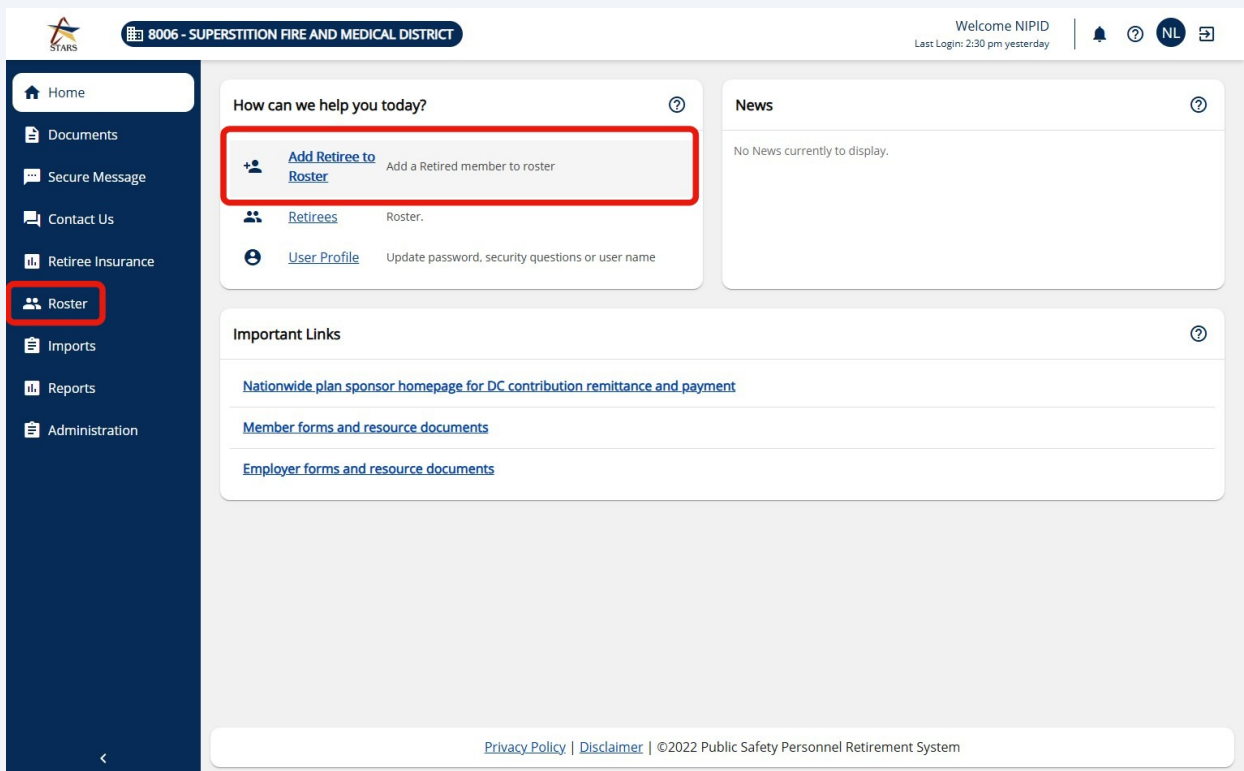 STARS
8006 - SUPERSTITION FIRE AND MEDICAL DISTRICT
Welcome NIPID
Last Login: 2:30 pm yesterday
NL
Home
Documents
Secure Message
Contact Us
Retiree Insurance
Roster
Imports
Reports
Administration
How can we help you today?
Add Retiree to
Roster
Add a Retired member to roster
Retirees
Roster.
User Profile
Update password, security questions or user name
News
No News currently to display.
Important Links
Nationwide plan sponsor homepage for DC contribution remittance and payment
Member forms and resource documents
Employer forms and resource documents
Privacy Policy | Disclaimer | ©2022 Public Safety Personnel Retirement System